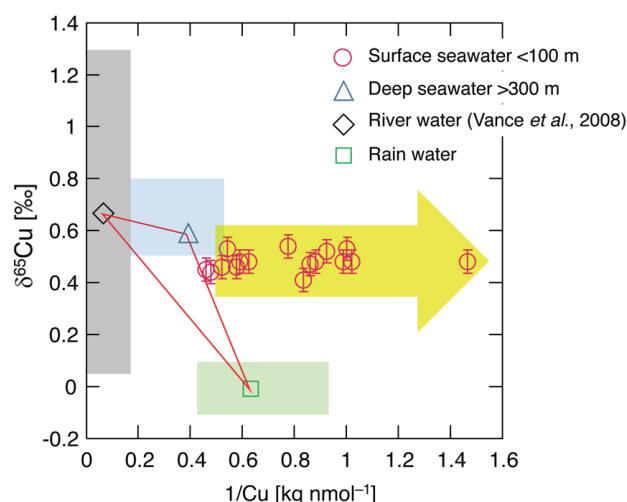 1.4
1.2
1
0.8
0.6
0.4
0.2
0
-0.2
δ65Cu [‰]
Surface seawater <100 m
Deep seawater >300 m
River water (Vance et al., 2008)
Rain water
0 0.2 0.4 0.6 0.8 1 1.2 1.4 1.6
1/Cu [kg nmol–1]